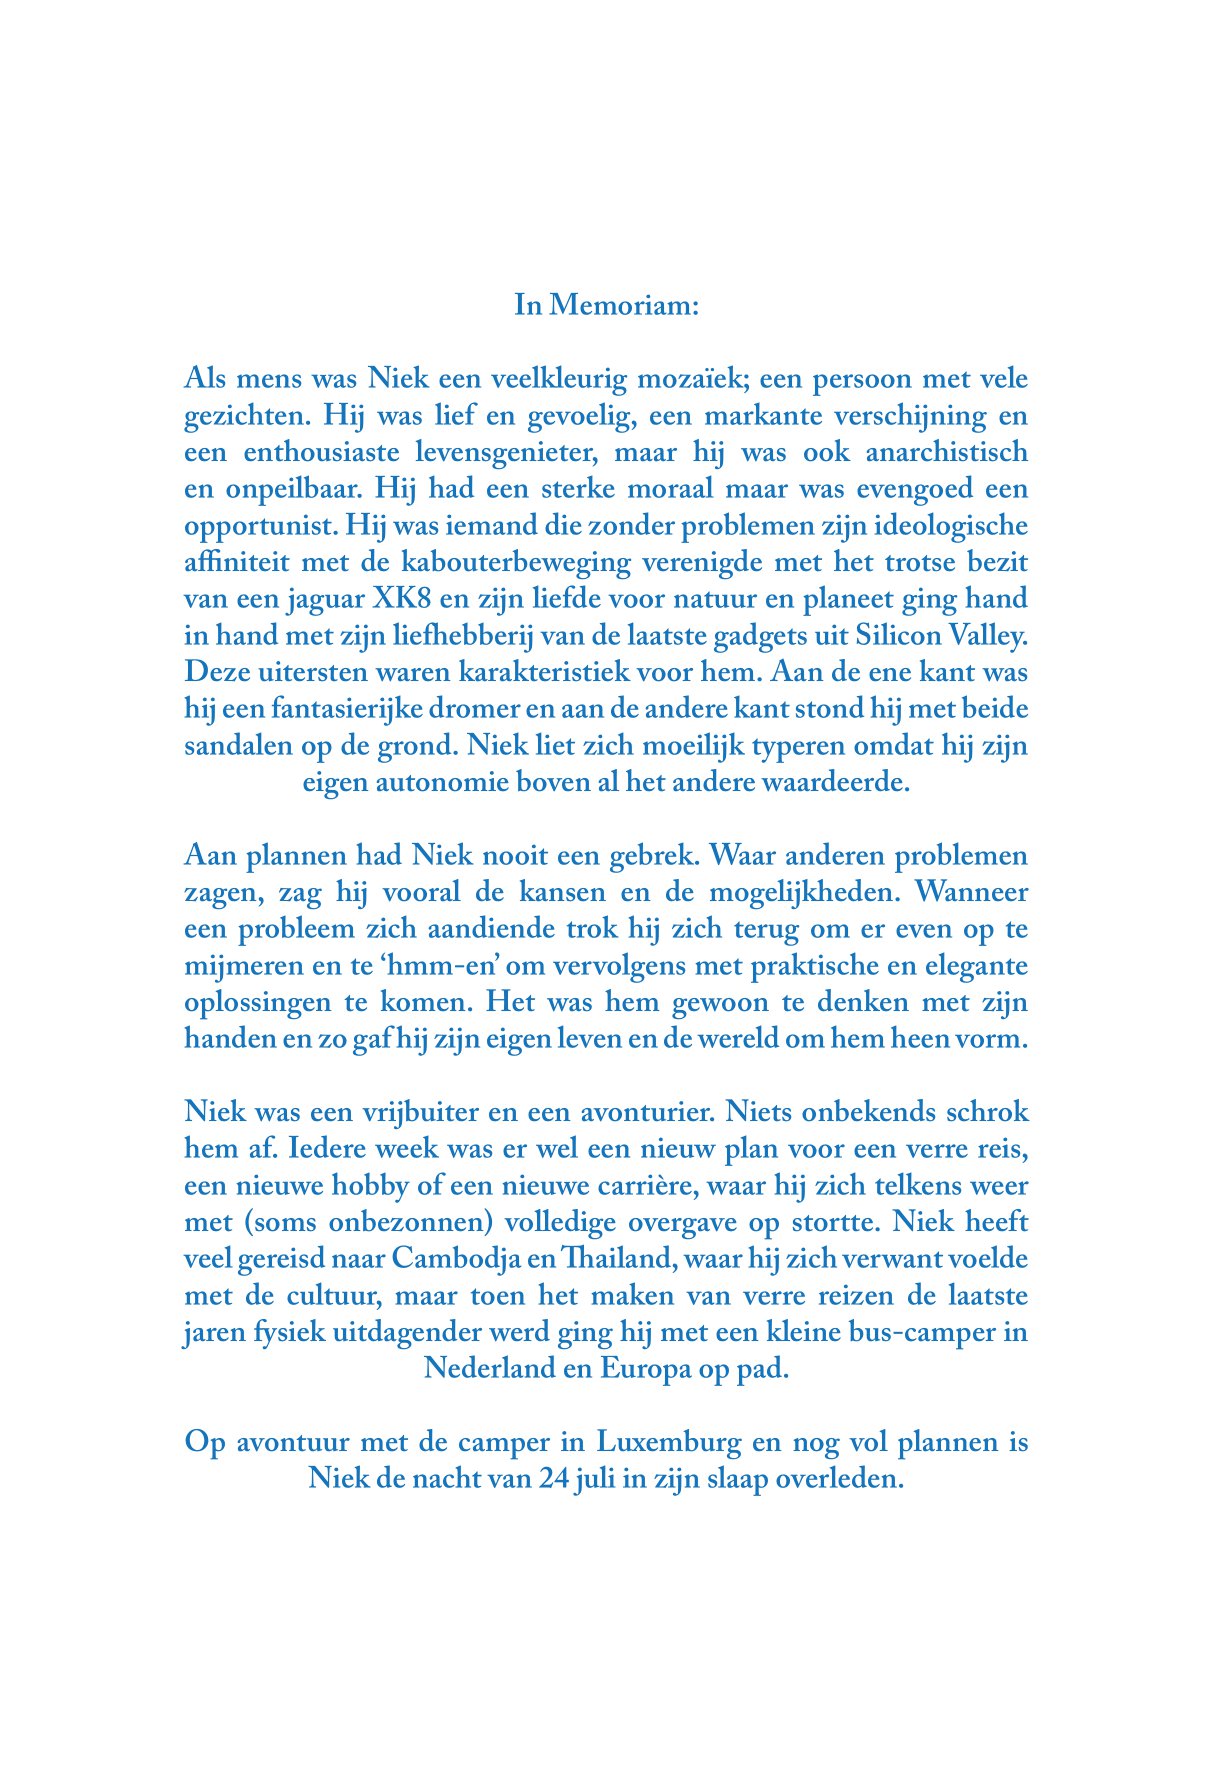 In Memoriam:
Als mens was Niek een veelkleurig mozaïek; een persoon met vele
gezichten. Hij was lief en gevoelig, een markante verschijning en
een enthousiaste levensgenieter, maar hij was ook anarchistisch
en onpeilbaar. Hij had een sterke moraal maar was evengoed een
opportunist. Hij was iemand die zonder problemen zijn ideologische
affiniteit met de kabouterbeweging verenigde met het trotse bezit
van een jaguar XK8 en zijn liefde voor natuur en planeet ging hand
in hand met zijn liefhebberij van de laatste gadgets uit Silicon Valley.
Deze uitersten waren karakteristiek voor hem. Aan de ene kant was
hij een fantasierijke dromer en aan de andere kant stond hij met beide
sandalen op de grond. Niek liet zich moeilijk typeren omdat hij zijn
eigen autonomie boven al het andere waardeerde.
Aan plannen had Niek nooit een gebrek. Waar anderen problemen
zagen, zag hij vooral de kansen en de mogelijkheden. Wanneer
een probleem zich aandiende trok hij zich terug om er even op te
mijmeren en te ‘hmm-en’ om vervolgens met praktische en elegante
oplossingen te komen. Het was hem gewoon te denken met zijn
handen en zo gaf hij zijn eigen leven en de wereld om hem heen vorm.
Niek was een vrijbuiter en een avonturier. Niets onbekends schrok
hem af. Iedere week was er wel een nieuw plan voor een verre reis,
een nieuwe hobby of een nieuwe carrière, waar hij zich telkens weer
met (soms onbezonnen) volledige overgave op stortte. Niek heeft
veel gereisd naar Cambodja en Thailand, waar hij zich verwant voelde
met de cultuur, maar toen het maken van verre reizen de laatste
jaren fysiek uitdagender werd ging hij met een kleine bus-camper in
Nederland en Europa op pad.
Op avontuur met de camper in Luxemburg en nog vol plannen is
Niek de nacht van 24 juli in zijn slaap overleden.